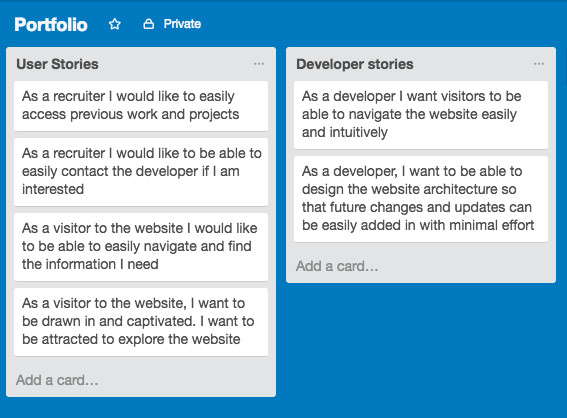 Portfolio
Private
User Stories
...
As a recruiter I would like to easily
access previous work and projects
As a recruiter I would like to be able to
easily contact the developer if I am
interested
As a visitor to the website I would like
to be able to easily navigate and find
the information I need
As a visitor to the website, I want to
be drawn in and captivated. I want to
be attracted to explore the website
Add a card…
Developer stories
...
As a developer I want visitors to be
able to navigate the website easily
and intuitively
As a developer, I want to be able to
design the website architecture so
that future changes and updates can
be easily added in with minimal effort
Add a card…